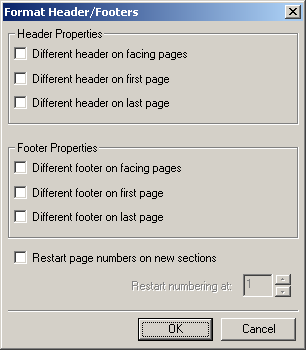 Format Header/Footers
Header Properties
Different header on facing pages
Different header on first page
Different header on last page
Footer Properties
Different footer on facing pages
Different footer on first page
Different footer on last page
Restart page numbers on new sections
Restart numbering at: 1
OK Cancel